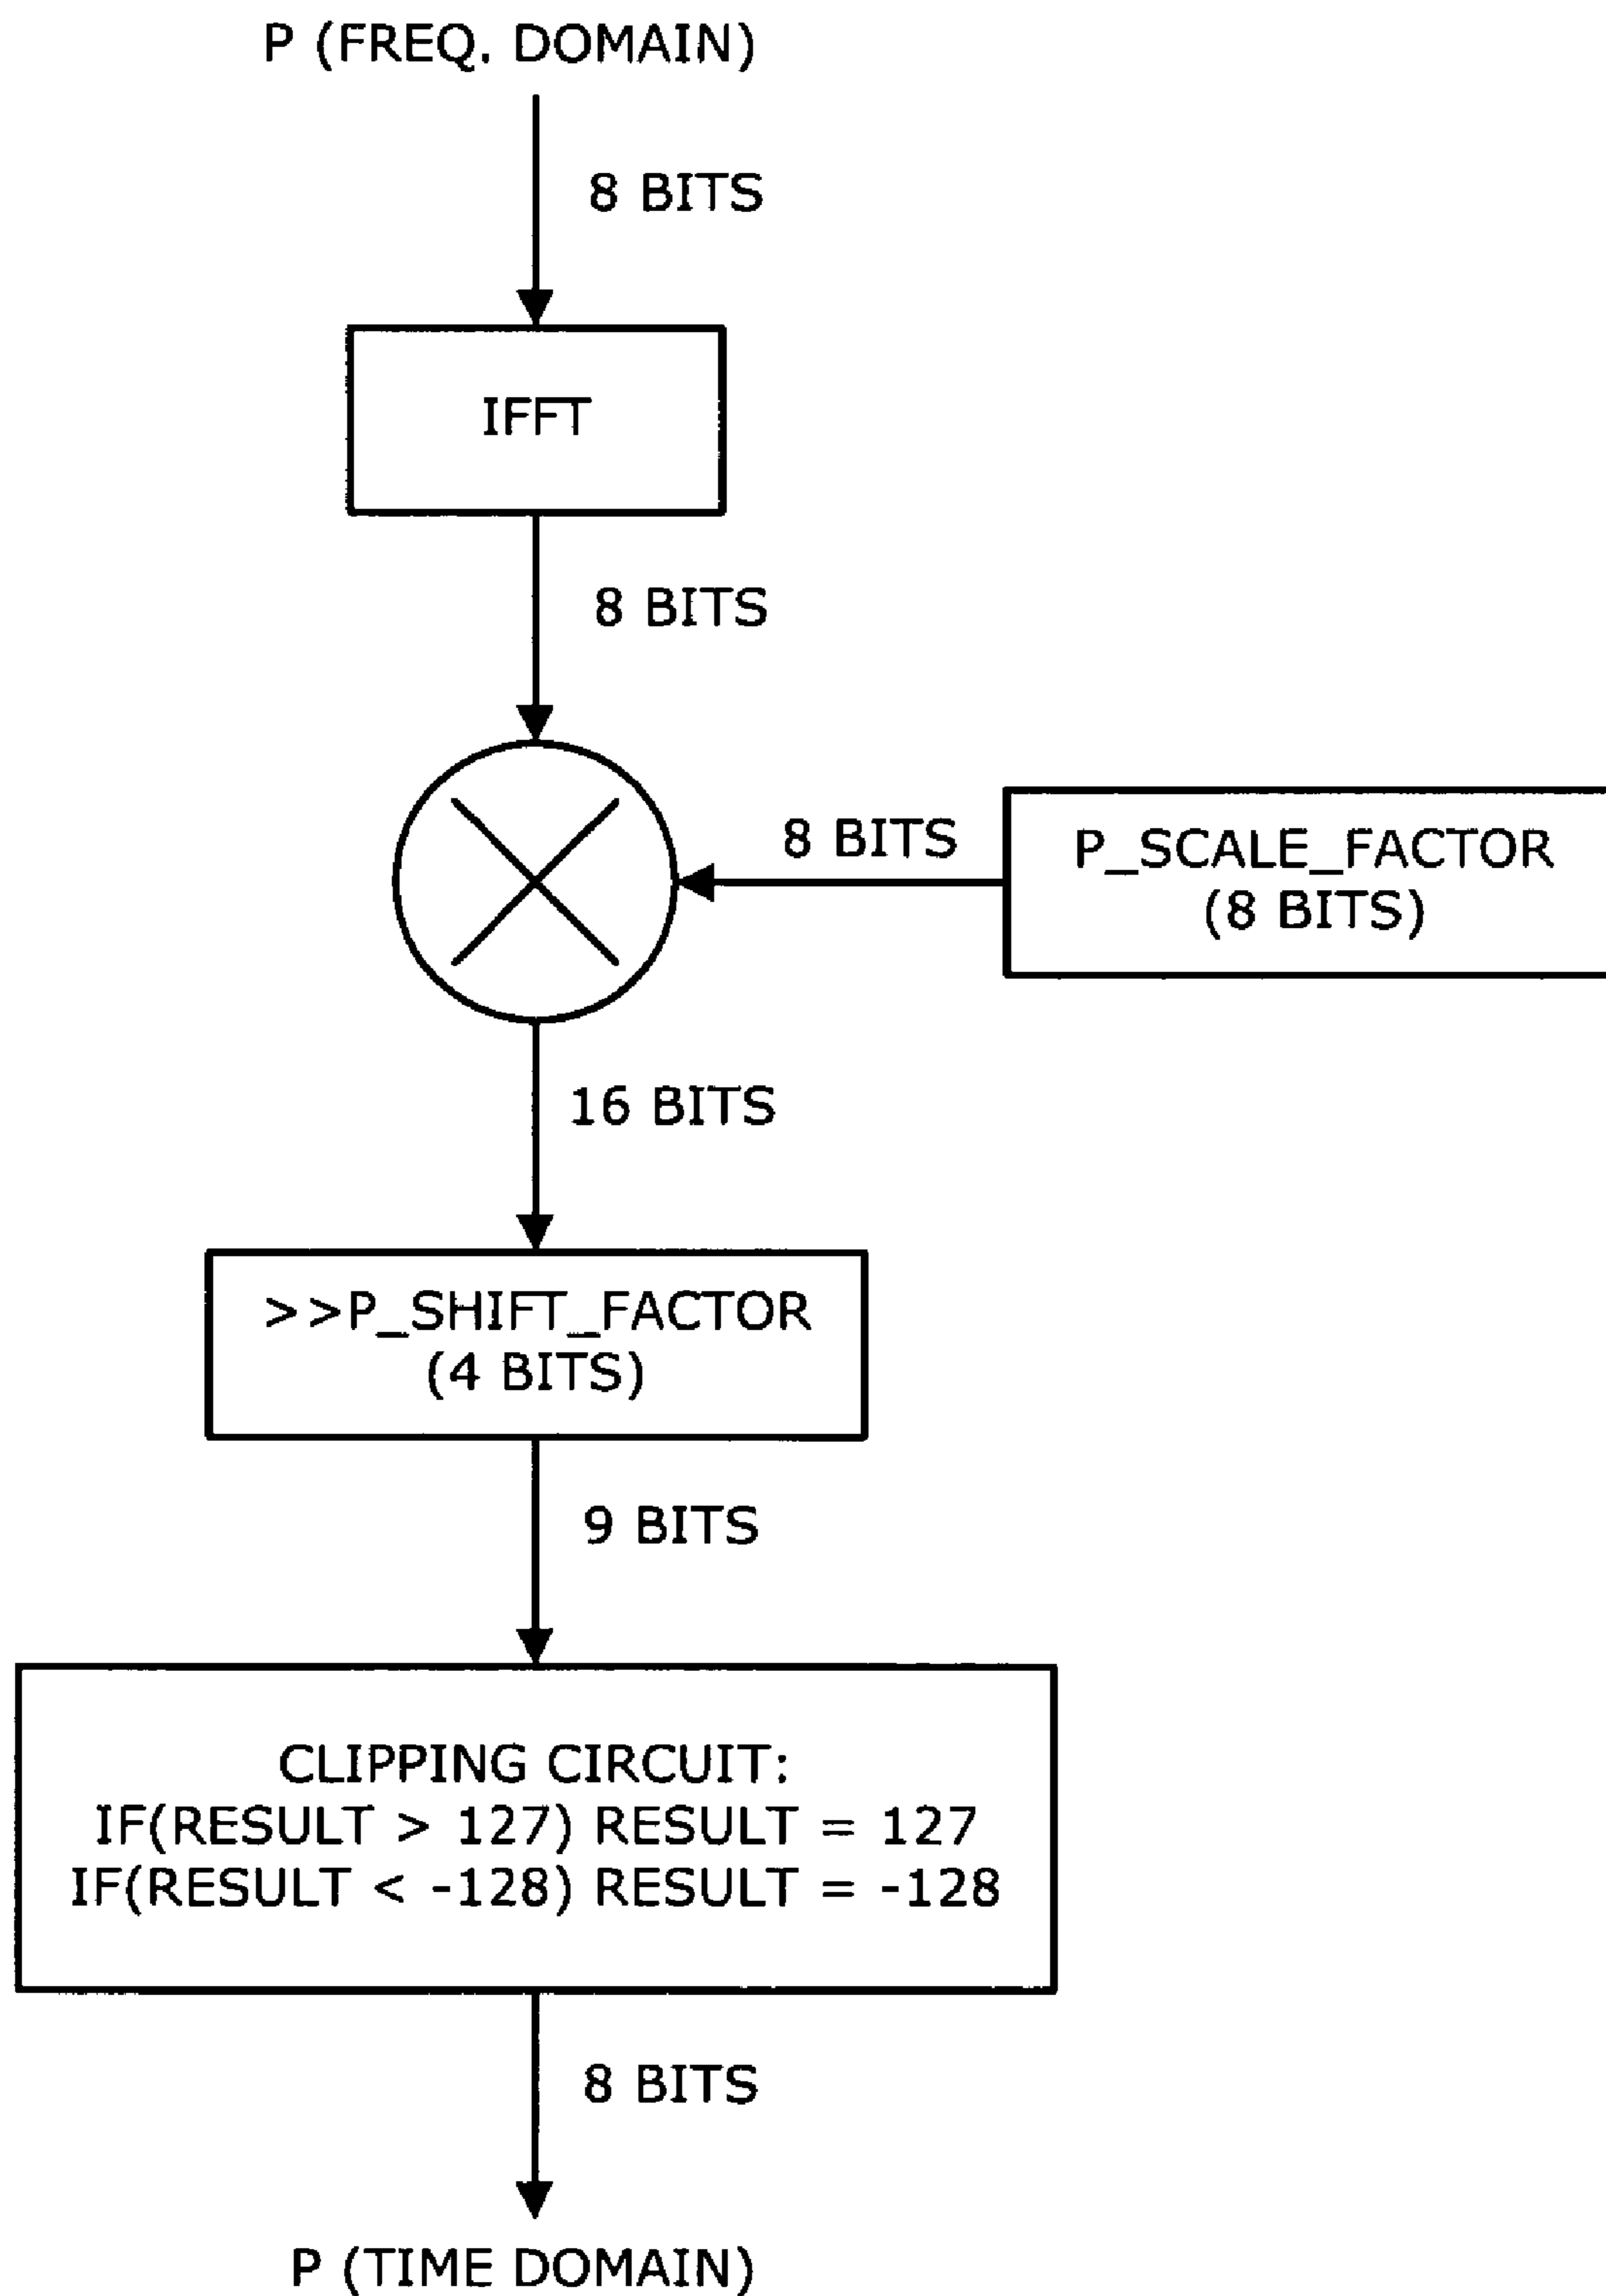 P (FREQ. DOMAIN)
8 BITS
IFFT
8 BITS
8 BITS
P_SCALE_FACTOR
(8 BITS)
16 BITS
>>P_SHIFT_FACTOR
(4 BITS)
9 BITS
CLIPPING CIRCUIT:
IF(RESULT > 127) RESULT = 127
IF(RESULT < -128) RESULT = -128
8 BITS
P (TIME DOMAIN)